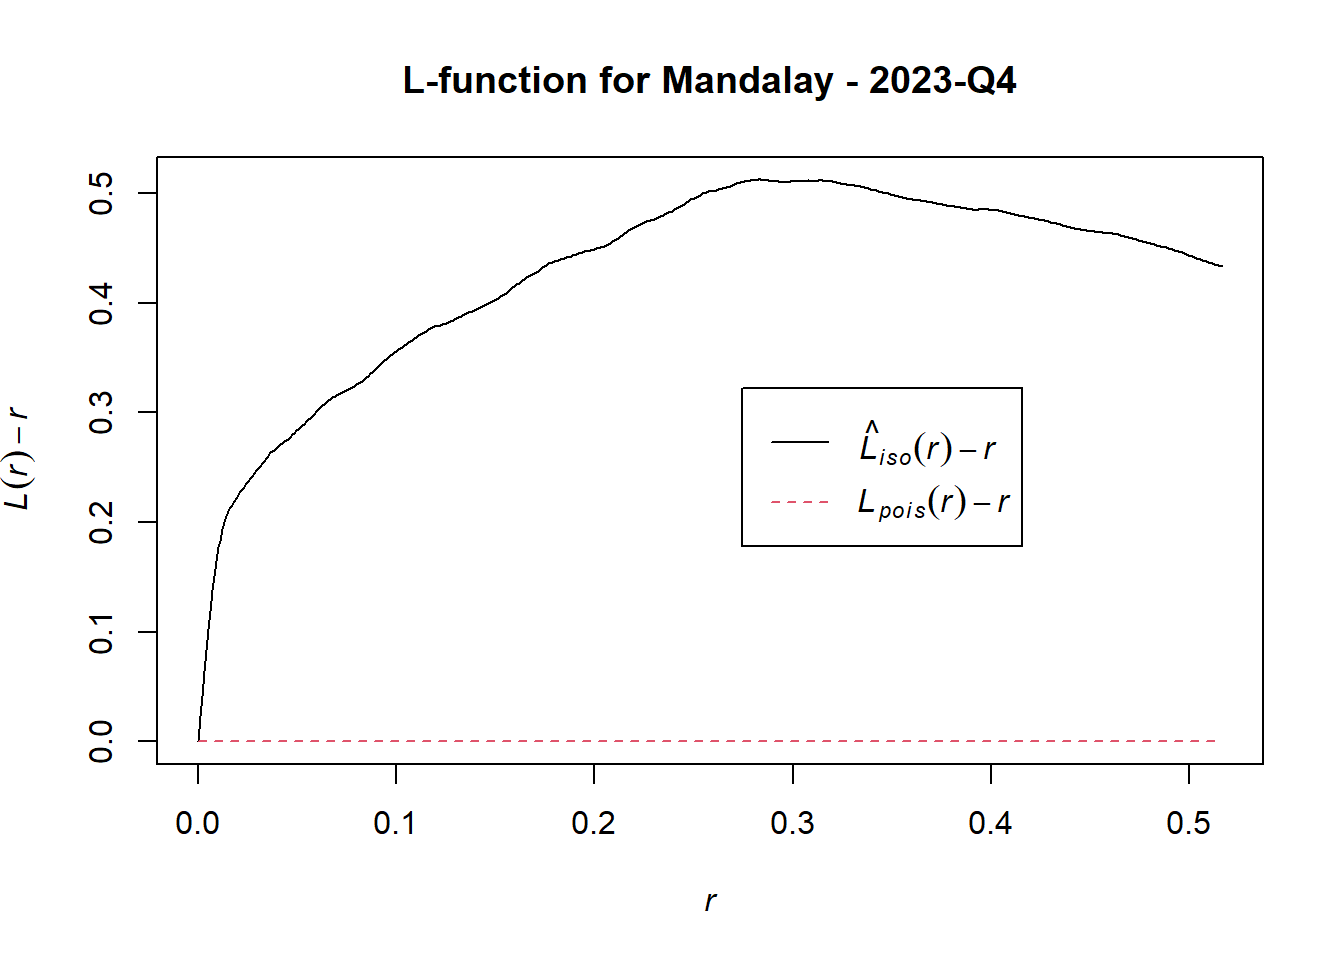 L-function for Mandalay - 2023-Q4
L(r) − r
0.5
0.4
0.3
0.2
0.1
0.0
L̂iso(r) − r
Lpois(r) − r
0.0 0.1 0.2 0.3 0.4 0.5
r